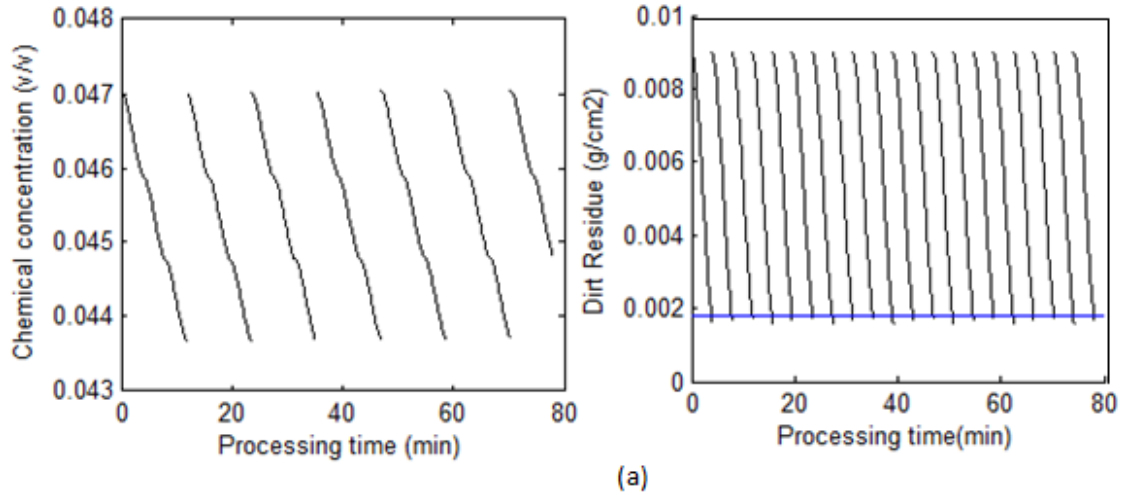 Chemical concentration (v/v)
0.048
0.047
0.046
0.045
0.044
0.043
0 20 40 60 80
Processing time (min)
Dirt Residue (g/cm2)
0.01
0.008
0.006
0.004
0.002
0
0 20 40 60 80
Processing time(min)
(a)